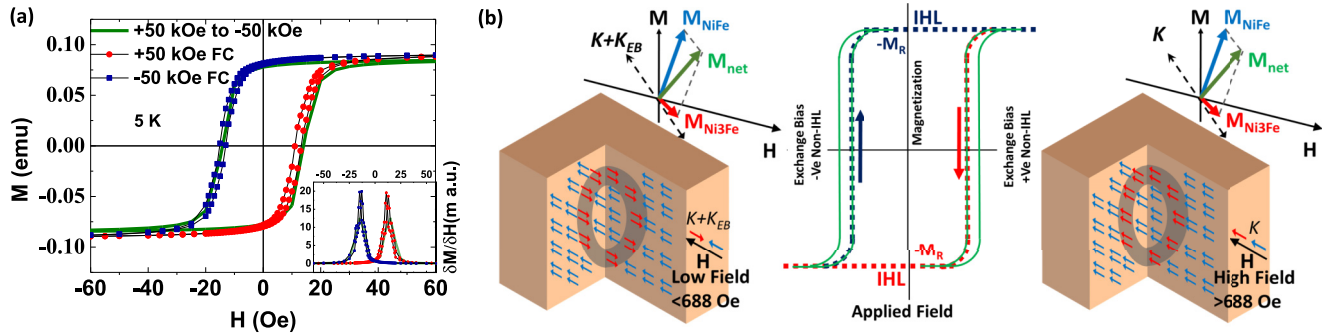 (a)
+50 kOe to -50 kOe
+50 kOe FC
-50 kOe FC
5 K
0.10
0.05
0.00
-0.05
-0.10
M (emu)
-60 -40 -20 0 20 40 60
H (Oe)
-50 0 50
20
15
10
5
0
δM/δH(m a.u.)
(b)
M
M_NiFe
K+K_EB
M_net
M_Ni3Fe
H
K+K_EB
H
Low Field
<688 Oe
IHL
-M_R
Exchange Bias
-Ve Non-IHL
Magnetization
Exchange Bias
+Ve Non-IHL
-M_R
IHL
Applied Field
M
M_NiFe
K
M_net
M_Ni3Fe
H
K
H
High Field
>688 Oe